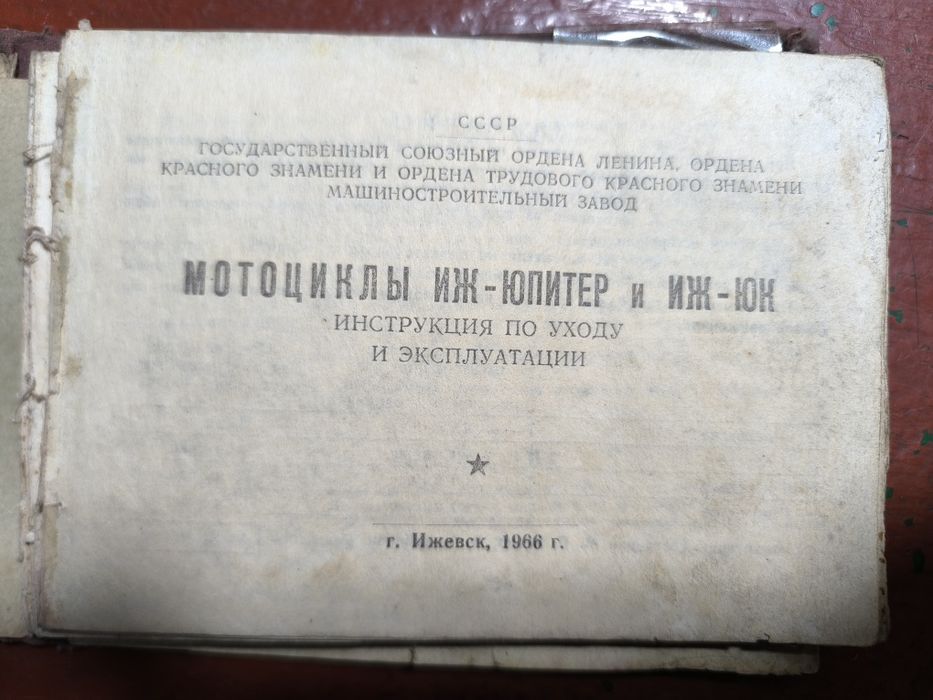 СССР
ГОСУДАРСТВЕННЫЙ СОЮЗНЫЙ ОРДЕНА ЛЕНИНА, ОРДЕНА
КРАСНОГО ЗНАМЕНИ И ОРДЕНА ТРУДОВОГО КРАСНОГО ЗНАМЕНИ
МАШИНОСТРОИТЕЛЬНЫЙ ЗАВОД
МОТОЦИКЛЫ ИЖ-ЮПИТЕР и ИЖ-ЮК
ИНСТРУКЦИЯ ПО УХОДУ
И ЭКСПЛУАТАЦИИ
г. Ижевск, 1966 г.